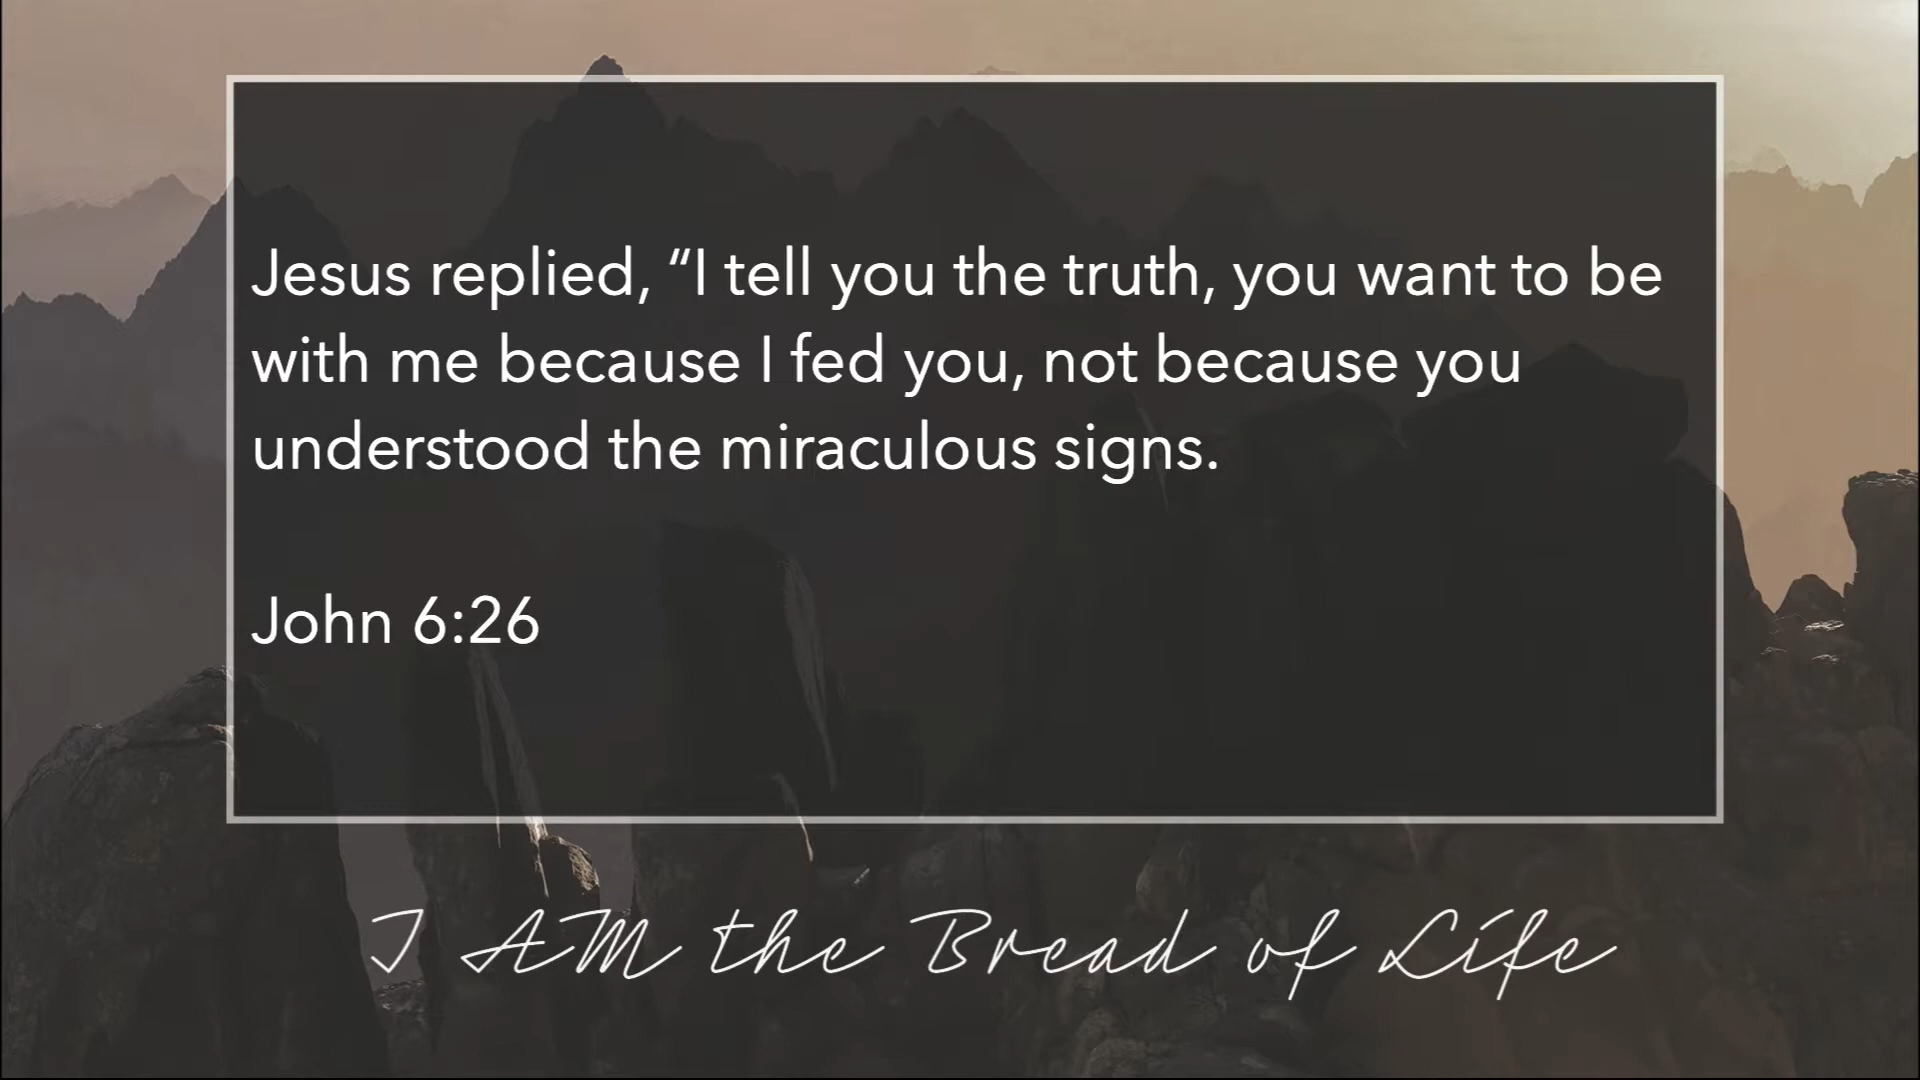 Jesus replied, “I tell you the truth, you want to be
with me because I fed you, not because you
understood the miraculous signs.
John 6:26
I AM the Bread of Life